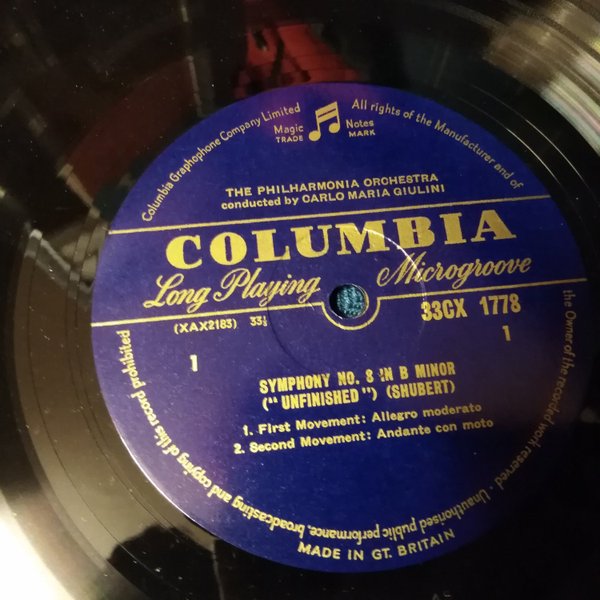 Columbia Graphophone Company Limited
Magic Notes
TRADE MARK
All rights of the Manufacturer and of
the Owner of the recorded work reserved · Unauthorised public performance, broadcasting and copying of this record prohibited
THE PHILHARMONIA ORCHESTRA
conducted by CARLO MARIA GIULINI
COLUMBIA
Long Playing Microgroove
33CX 1778
(XAX2183) 33⅓
1 1
SYMPHONY NO. 8 IN B MINOR
("UNFINISHED") (SHUBERT)
1. First Movement: Allegro moderato
2. Second Movement: Andante con moto
MADE IN GT. BRITAIN